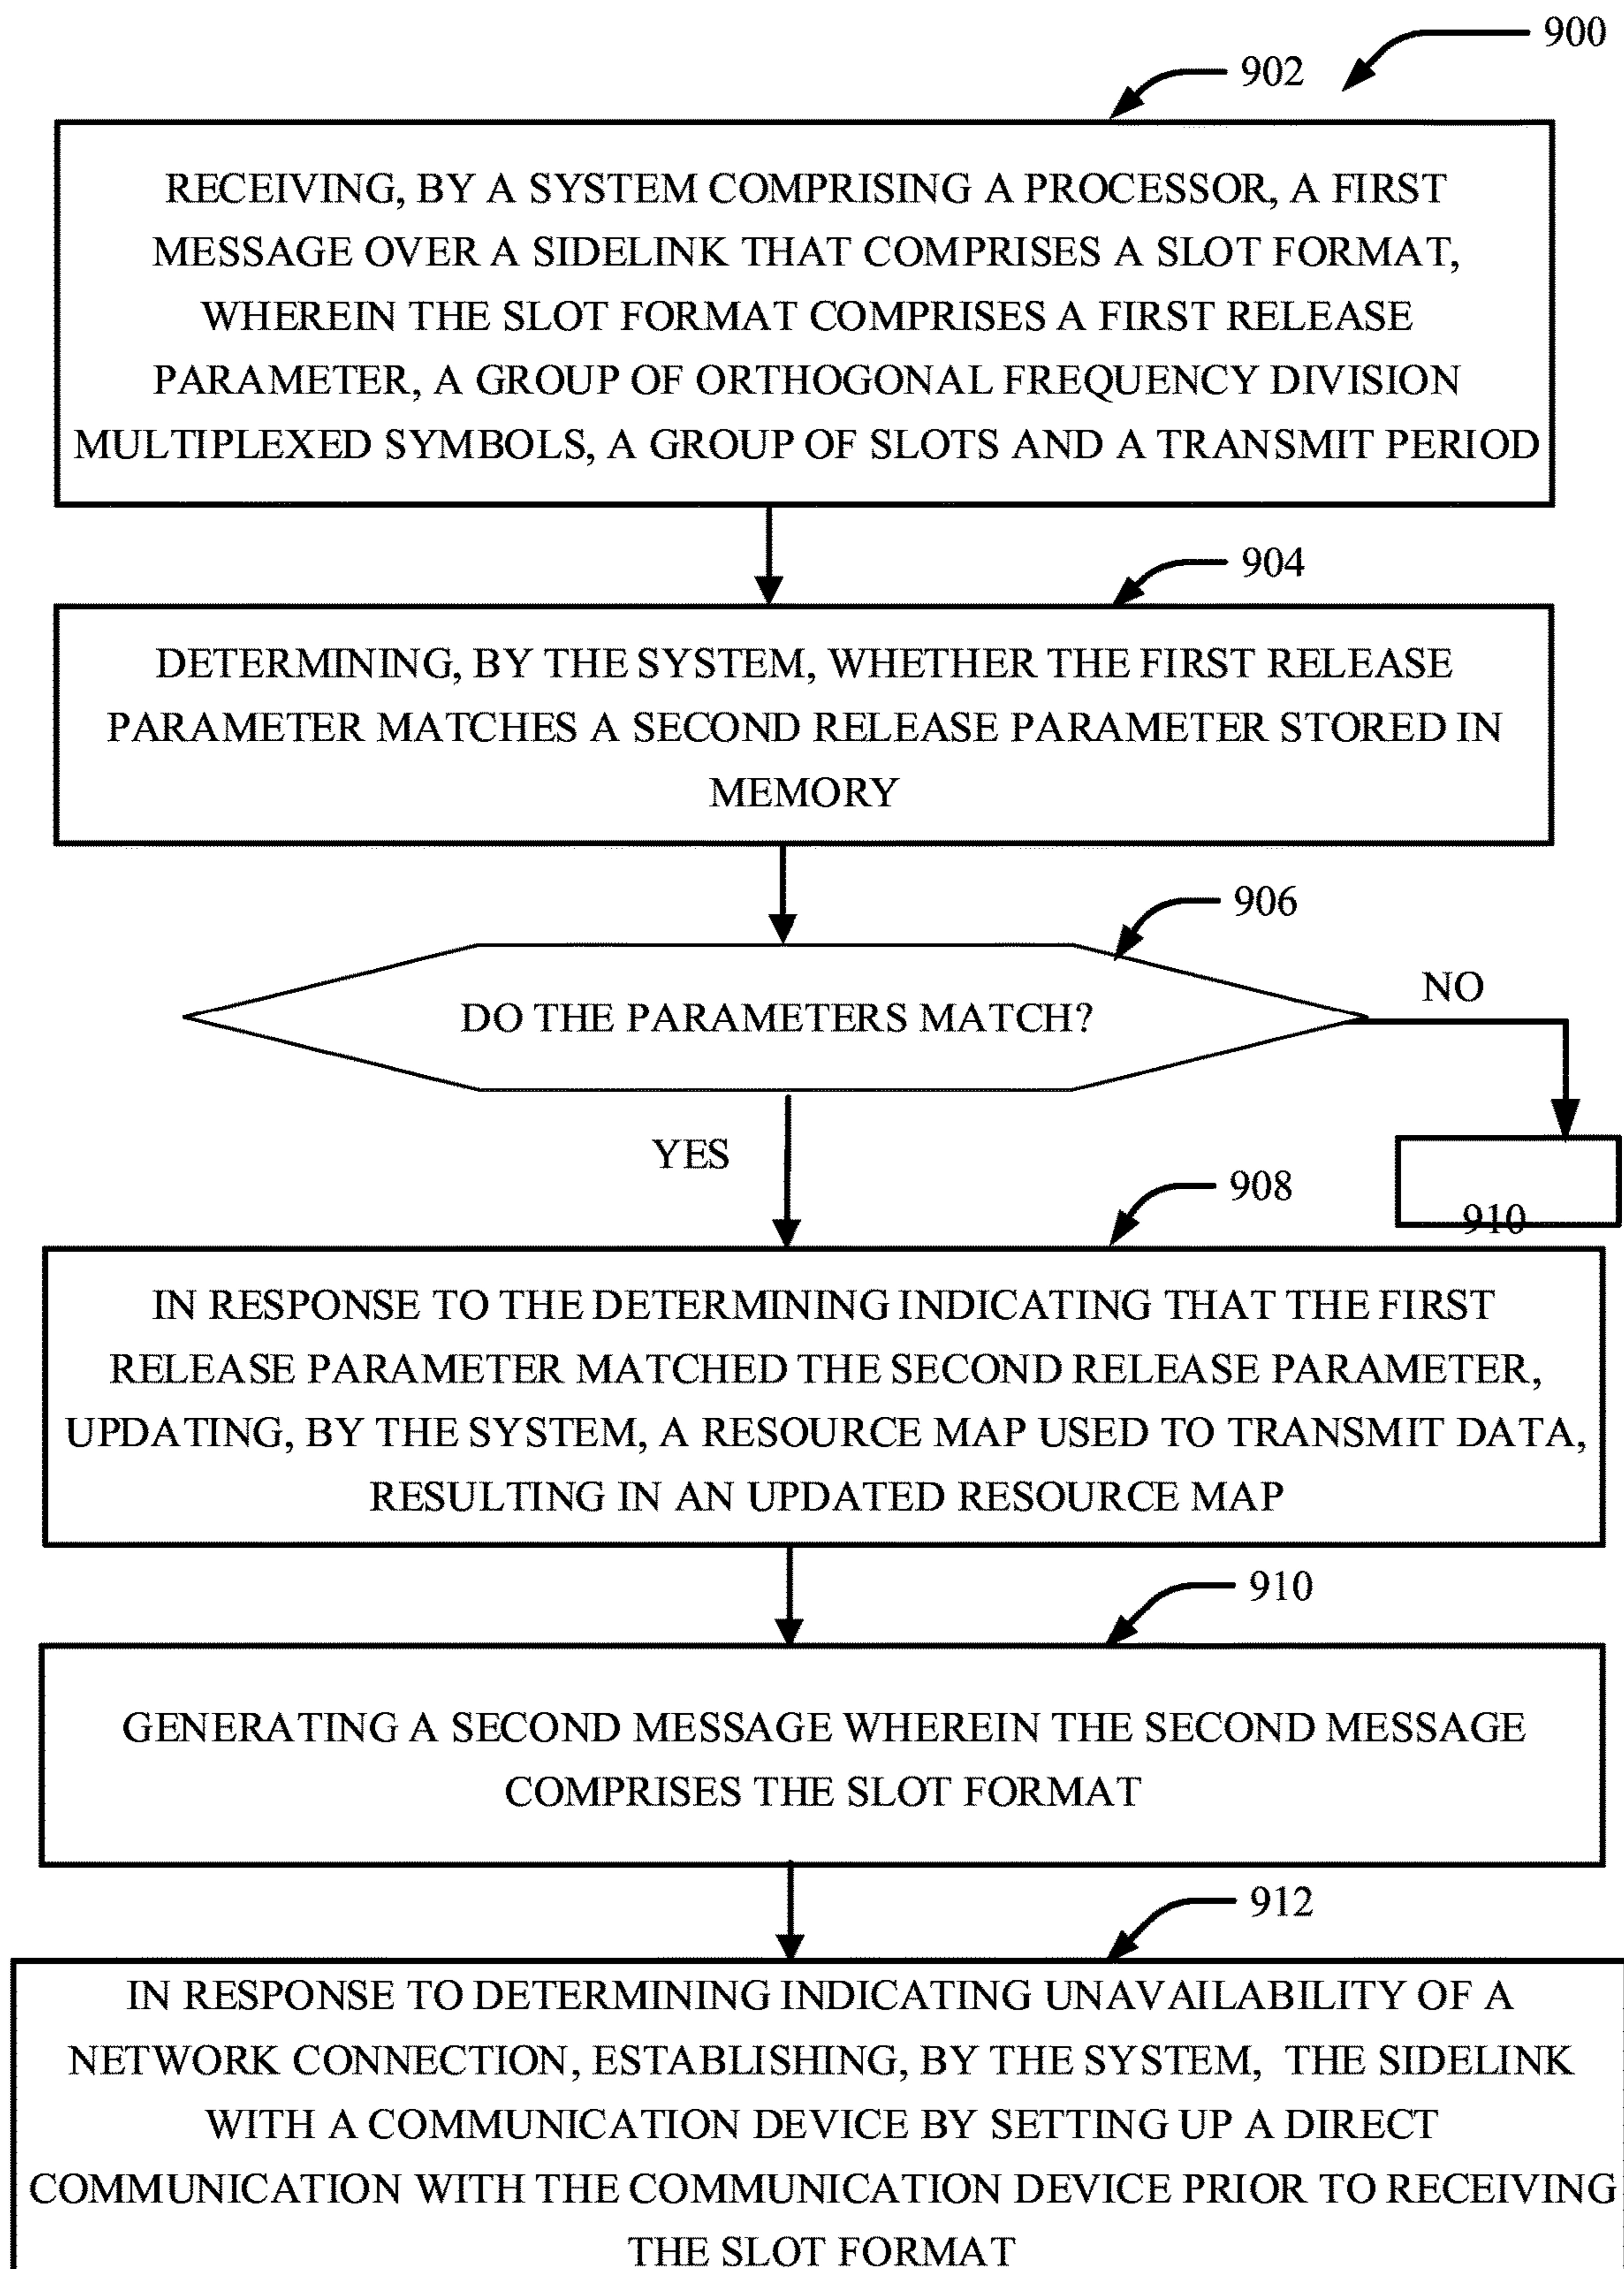 900
902
RECEIVING, BY A SYSTEM COMPRISING A PROCESSOR, A FIRST
MESSAGE OVER A SIDELINK THAT COMPRISES A SLOT FORMAT,
WHEREIN THE SLOT FORMAT COMPRISES A FIRST RELEASE
PARAMETER, A GROUP OF ORTHOGONAL FREQUENCY DIVISION
MULTIPLEXED SYMBOLS, A GROUP OF SLOTS AND A TRANSMIT PERIOD
904
DETERMINING, BY THE SYSTEM, WHETHER THE FIRST RELEASE
PARAMETER MATCHES A SECOND RELEASE PARAMETER STORED IN
MEMORY
906
DO THE PARAMETERS MATCH?
NO
YES
910
908
IN RESPONSE TO THE DETERMINING INDICATING THAT THE FIRST
RELEASE PARAMETER MATCHED THE SECOND RELEASE PARAMETER,
UPDATING, BY THE SYSTEM, A RESOURCE MAP USED TO TRANSMIT DATA,
RESULTING IN AN UPDATED RESOURCE MAP
910
GENERATING A SECOND MESSAGE WHEREIN THE SECOND MESSAGE
COMPRISES THE SLOT FORMAT
912
IN RESPONSE TO DETERMINING INDICATING UNAVAILABILITY OF A
NETWORK CONNECTION, ESTABLISHING, BY THE SYSTEM, THE SIDELINK
WITH A COMMUNICATION DEVICE BY SETTING UP A DIRECT
COMMUNICATION WITH THE COMMUNICATION DEVICE PRIOR TO RECEIVING
THE SLOT FORMAT